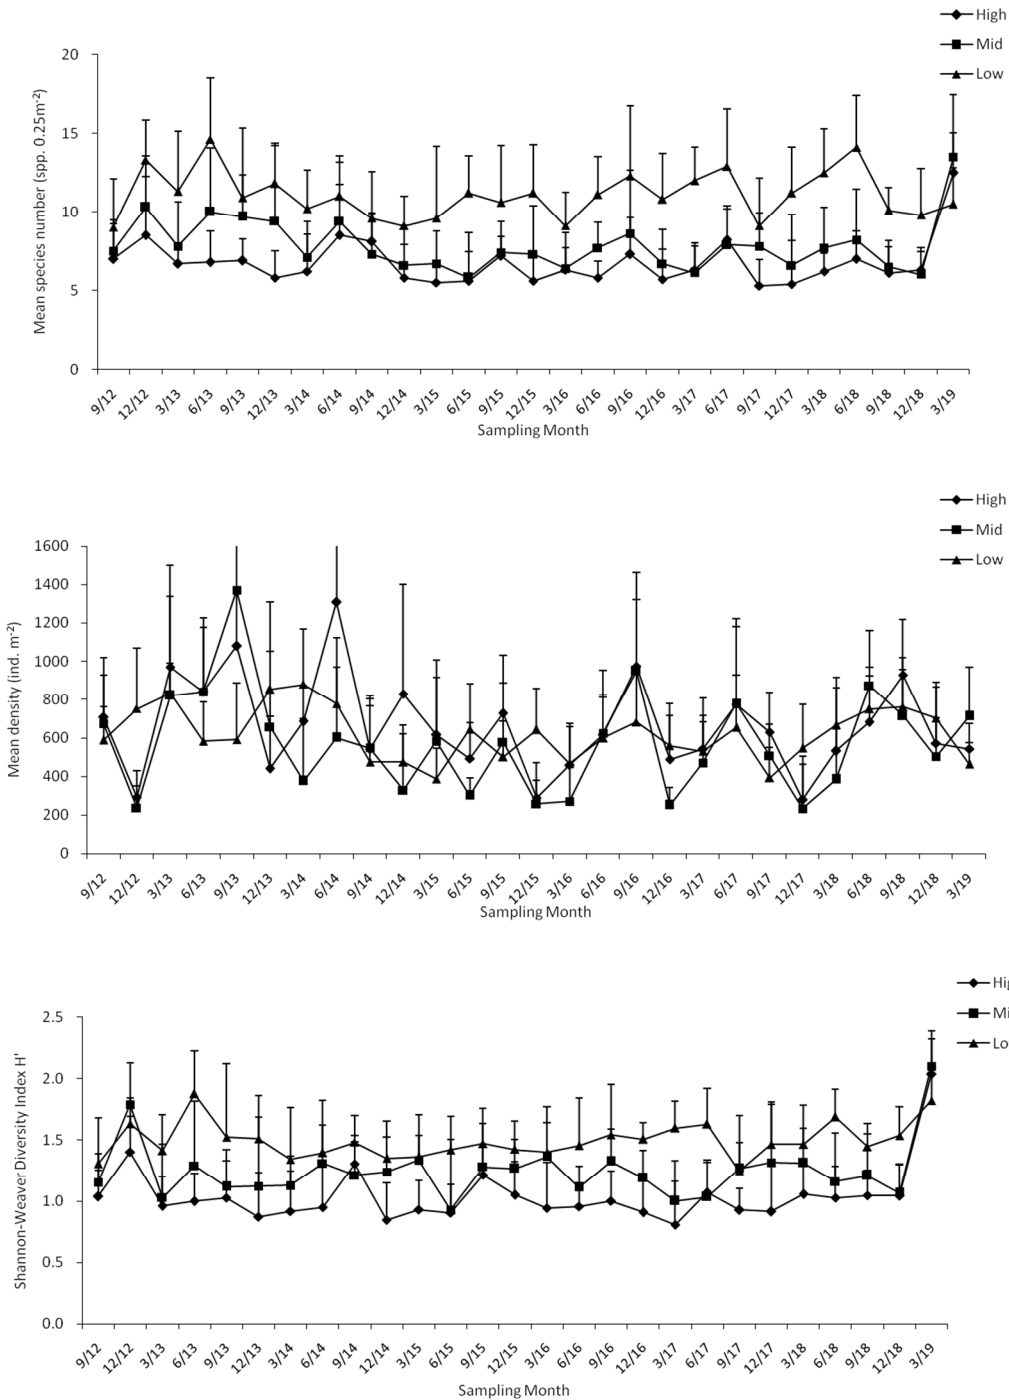 High
Mid
Low
20
15
10
5
0
Mean species number (spp. 0.25m⁻²)
9/12 12/12 3/13 6/13 9/13 12/13 3/14 6/14 9/14 12/14 3/15 6/15 9/15 12/15 3/16 6/16 9/16 12/16 3/17 6/17 9/17 12/17 3/18 6/18 9/18 12/18 3/19
Sampling Month
High
Mid
Low
1600
1400
1200
1000
800
600
400
200
0
Mean density (ind. m⁻²)
9/12 12/12 3/13 6/13 9/13 12/13 3/14 6/14 9/14 12/14 3/15 6/15 9/15 12/15 3/16 6/16 9/16 12/16 3/17 6/17 9/17 12/17 3/18 6/18 9/18 12/18 3/19
Sampling Month
Hi
Mi
Lo
2.5
2.0
1.5
1.0
0.5
0.0
Shannon-Weaver Diversity Index H'
9/12 12/12 3/13 6/13 9/13 12/13 3/14 6/14 9/14 12/14 3/15 6/15 9/15 12/15 3/16 6/16 9/16 12/16 3/17 6/17 9/17 12/17 3/18 6/18 9/18 12/18 3/19
Sampling Month